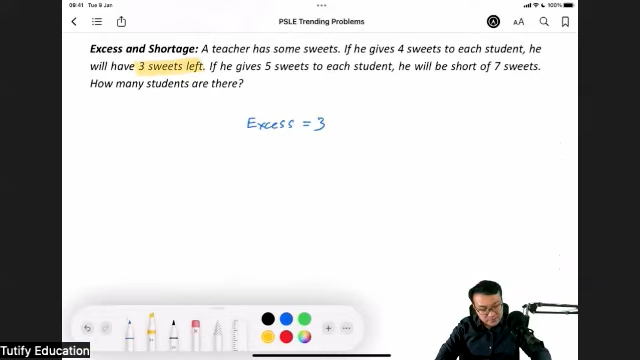 09:41 Tue 9 Jan
100%
PSLE Trending Problems
AA
Excess and Shortage: A teacher has some sweets. If he gives 4 sweets to each student, he
will have 3 sweets left. If he gives 5 sweets to each student, he will be short of 7 sweets.
How many students are there?
Excess = 3
Tutify Education